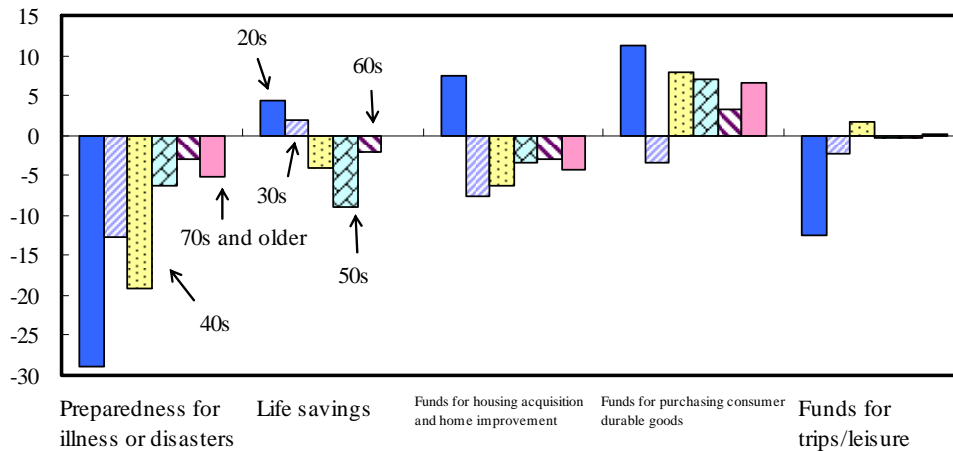 15
10
5
0
-5
-10
-15
-20
-25
-30
20s
60s
30s
70s and older
50s
40s
Preparedness for
illness or disasters
Life savings
Funds for housing acquisition
and home improvement
Funds for purchasing consumer
durable goods
Funds for
trips/leisure